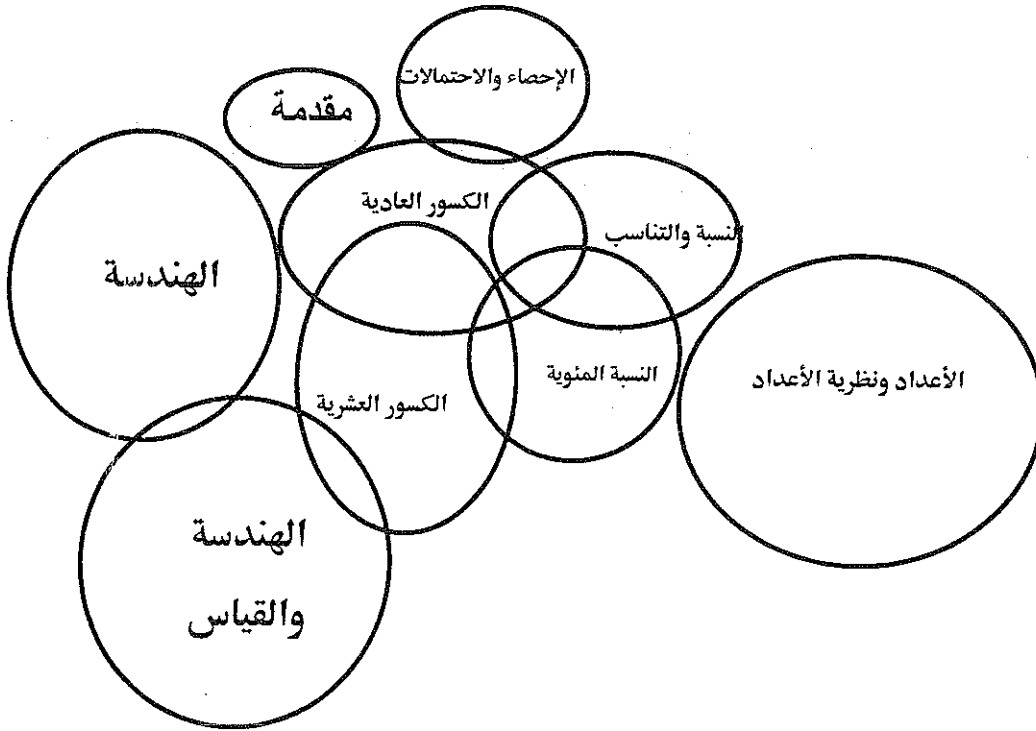 الإحصاء والاحتمالات
مقدمة
الكسور العادية
النسبة والتناسب
الهندسة
الأعداد ونظرية الأعداد
النسبة المئوية
الكسور العشرية
الهندسة
والقياس